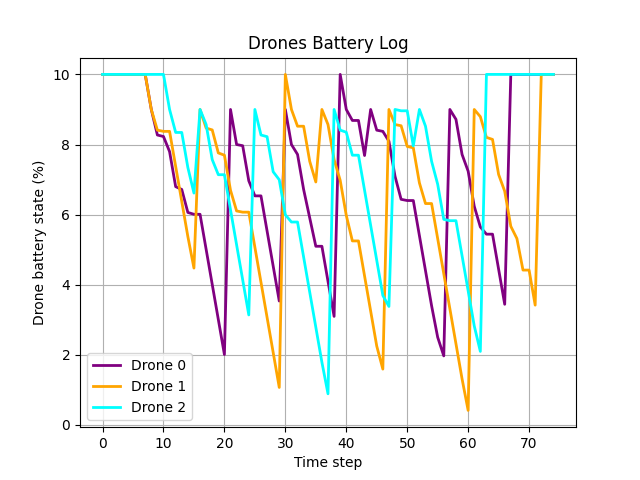 Drones Battery Log
Drone battery state (%)
10
8
6
4
2
0
Drone 0
Drone 1
Drone 2
0 10 20 30 40 50 60 70
Time step